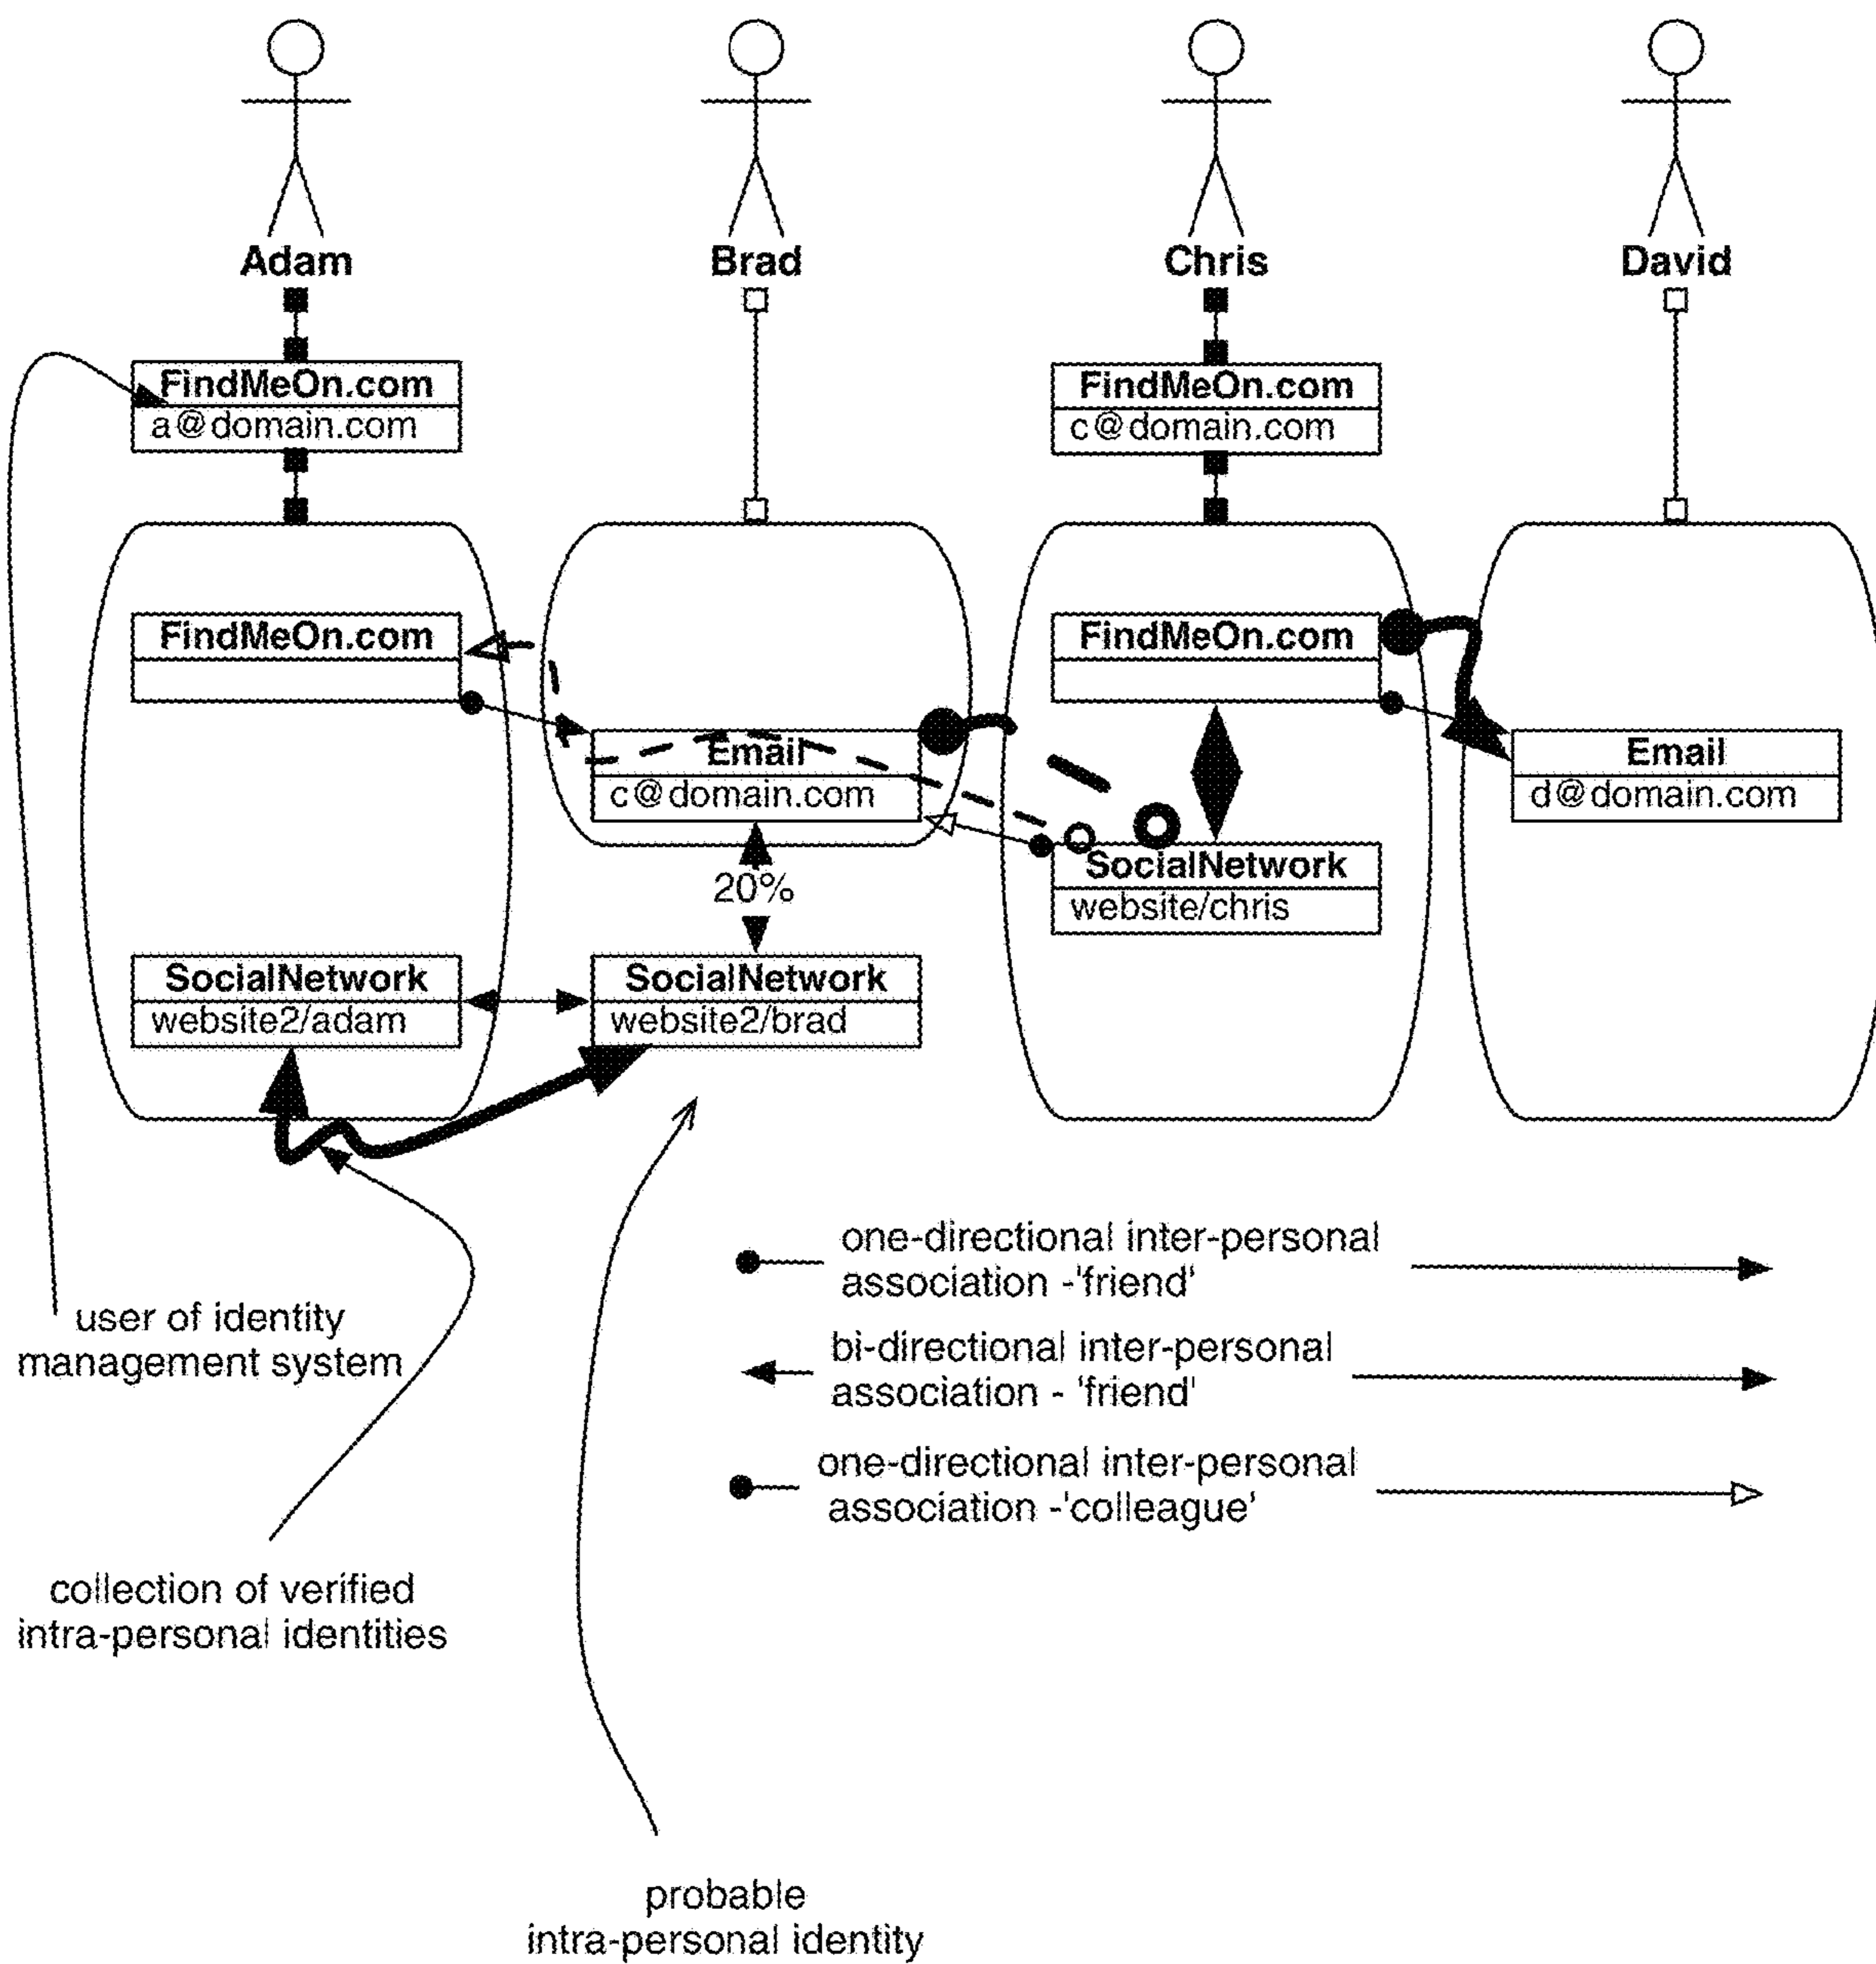 Adam
Brad
Chris
David
FindMeOn.com
a@domain.com
FindMeOn.com
c@domain.com
FindMeOn.com
FindMeOn.com
Email
c@domain.com
Email
d@domain.com
20%
SocialNetwork
website/chris
SocialNetwork
website2/adam
SocialNetwork
website2/brad
one-directional inter-personal
association -'friend'
user of identity
management system
bi-directional inter-personal
association - 'friend'
one-directional inter-personal
association -'colleague'
collection of verified
intra-personal identities
probable
intra-personal identity